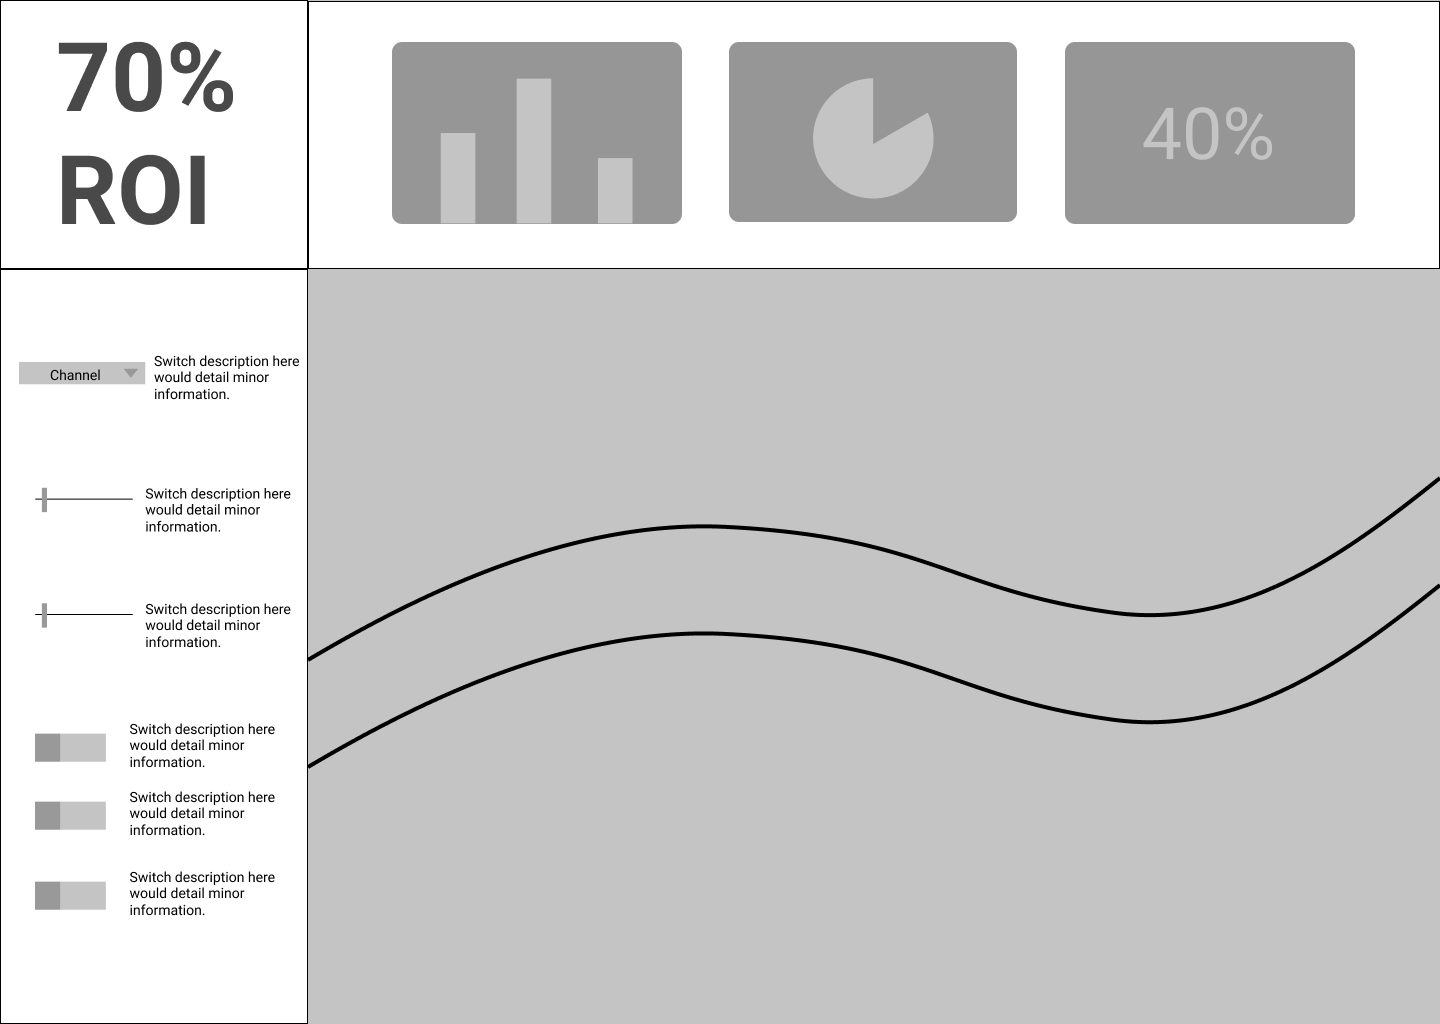 70%
ROI
40%
Channel
Switch description here
would detail minor
information.
Switch description here
would detail minor
information.
Switch description here
would detail minor
information.
Switch description here
would detail minor
information.
Switch description here
would detail minor
information.
Switch description here
would detail minor
information.